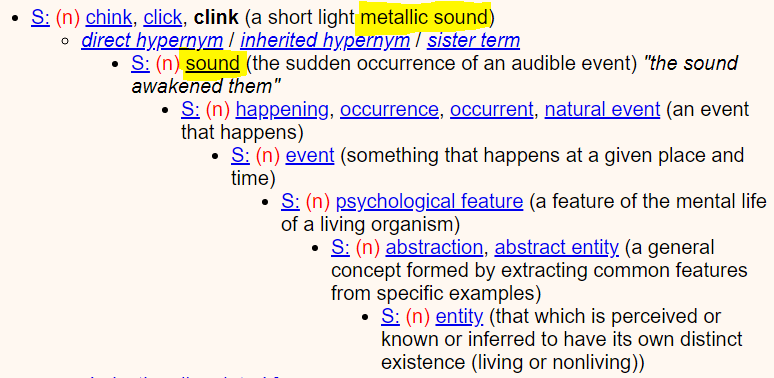 S: (n) chink, click, clink (a short light metallic sound)
direct hypernym / inherited hypernym / sister term
S: (n) sound (the sudden occurrence of an audible event) "the sound
awakened them"
S: (n) happening, occurrence, occurrent, natural event (an event
that happens)
S: (n) event (something that happens at a given place and
time)
S: (n) psychological feature (a feature of the mental life
of a living organism)
S: (n) abstraction, abstract entity (a general
concept formed by extracting common features
from specific examples)
S: (n) entity (that which is perceived or
known or inferred to have its own distinct
existence (living or nonliving))